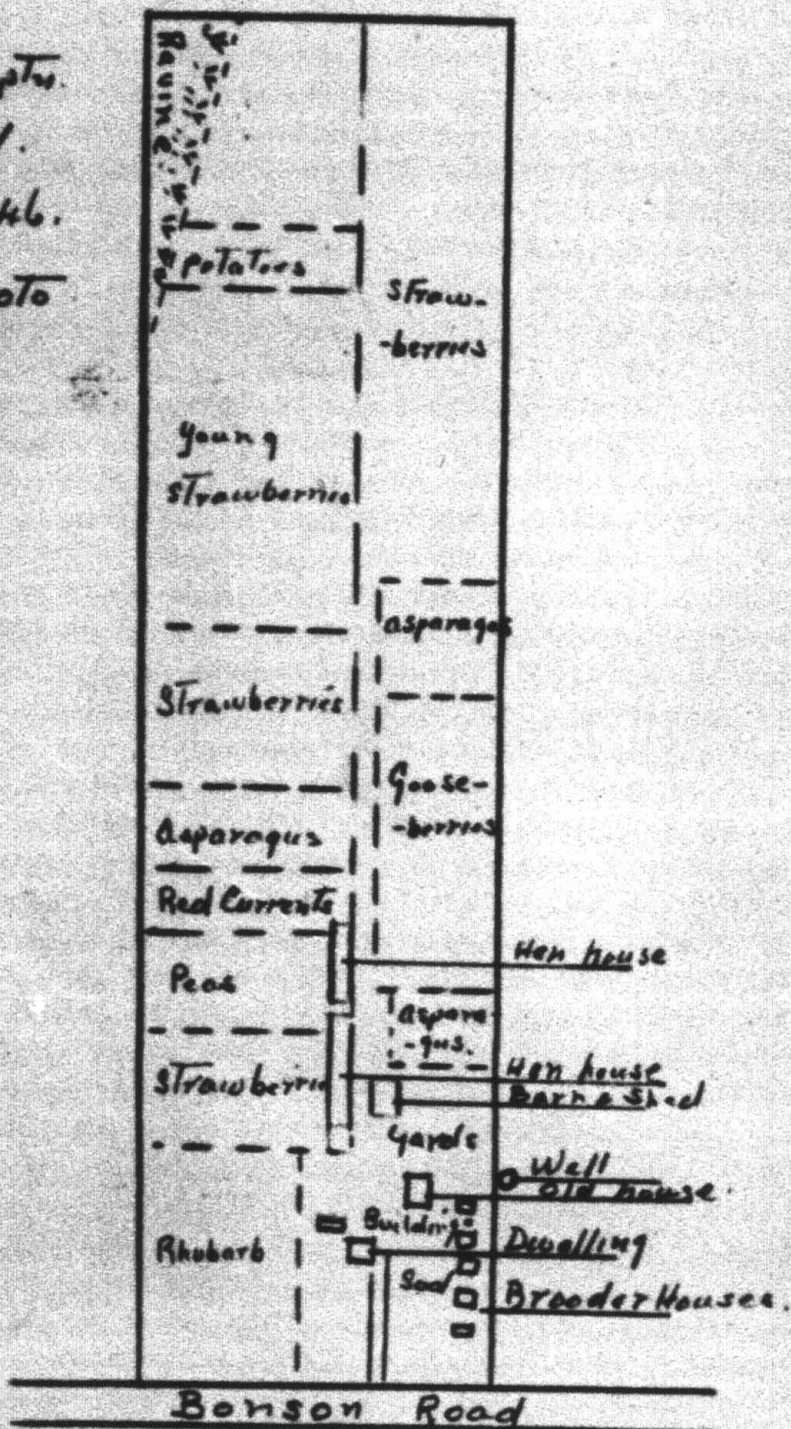 Ravine
potatoes
Straw-
-berries
Young
Strawberries
asparagus
Strawberries
Goose-
-berries
Asparagus
Red Currents
Hen house
Peas
Aspara
-gus.
Hen house
Strawberrie
Barn & Shed
Yards
Well
old house.
Buildings
Dwelling
Rhubarb
Sod
Brooder Houses.
Bonson Road